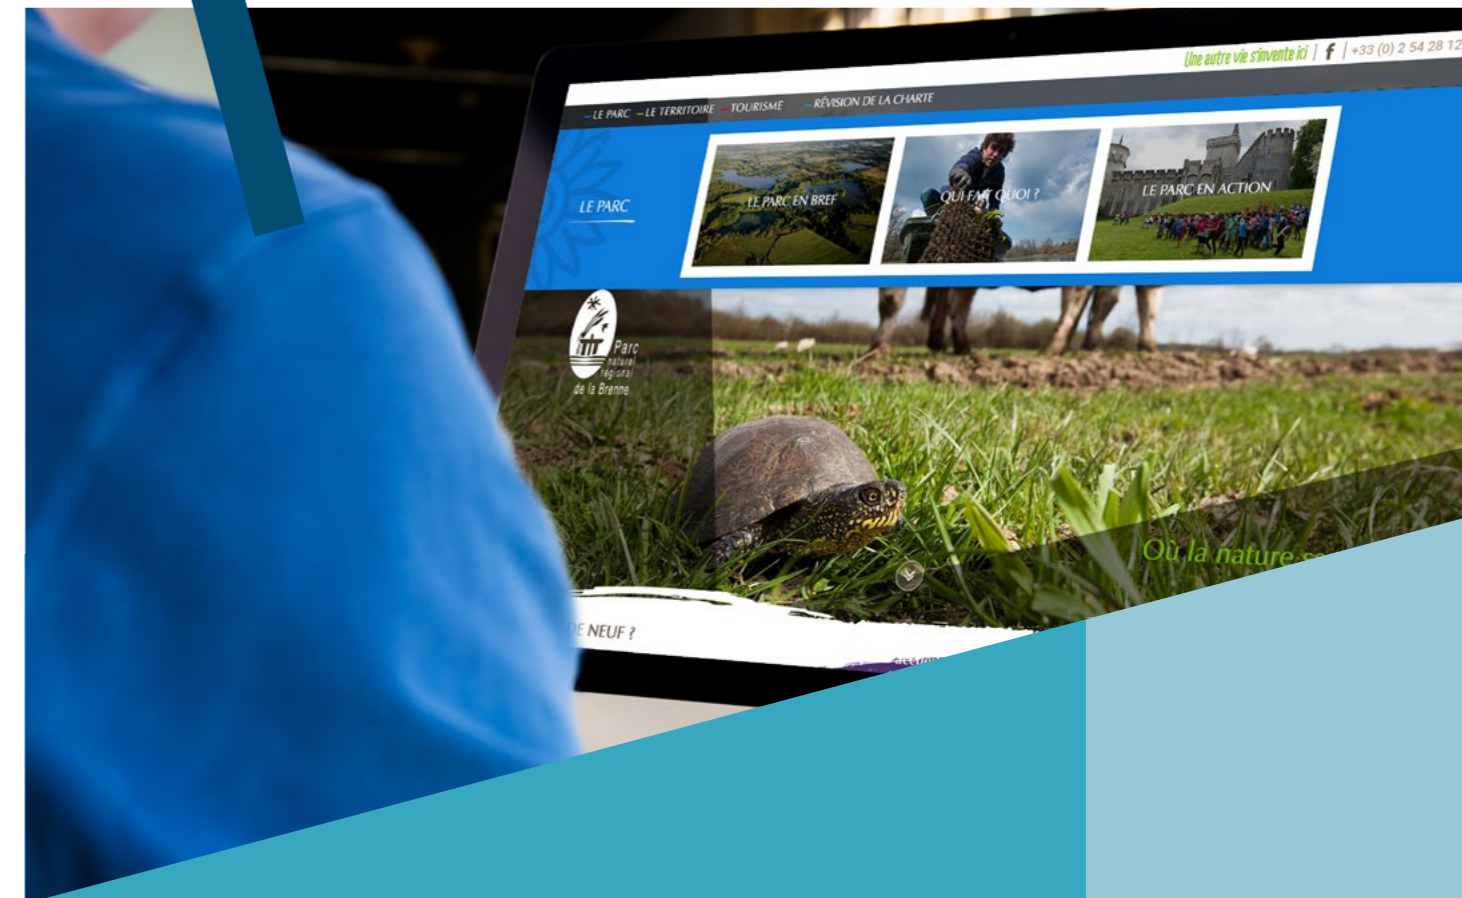 Une autre vie s'invente ici | f | +33 (0) 2 54 28 12
LE PARC LE TERRITOIRE TOURISME RÉVISION DE LA CHARTE
LE PARC
LE PARC EN BREF
QUI FAIT QUOI ?
LE PARC EN ACTION
Parc
naturel
régional
de la Brenne
Où la nature
DE NEUF ?